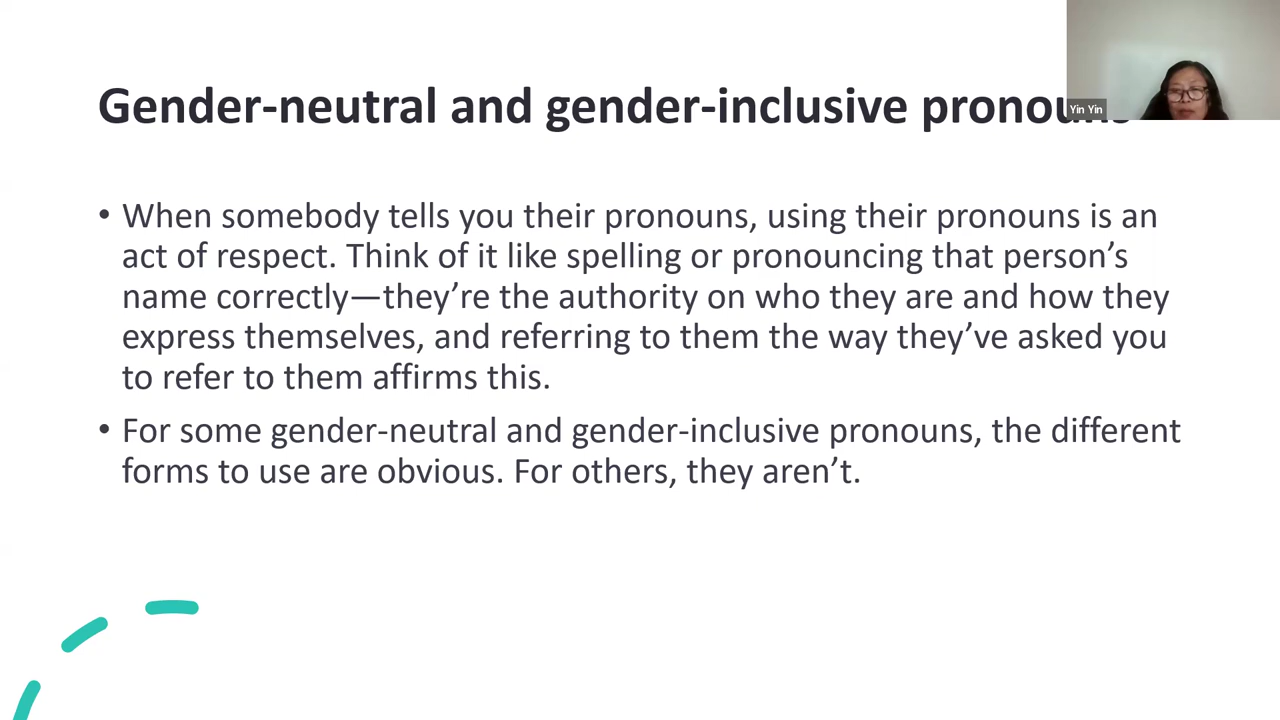 Gender-neutral and gender-inclusive pronouns
Yin Yin
• When somebody tells you their pronouns, using their pronouns is an
act of respect. Think of it like spelling or pronouncing that person’s
name correctly—they’re the authority on who they are and how they
express themselves, and referring to them the way they’ve asked you
to refer to them affirms this.
• For some gender-neutral and gender-inclusive pronouns, the different
forms to use are obvious. For others, they aren’t.